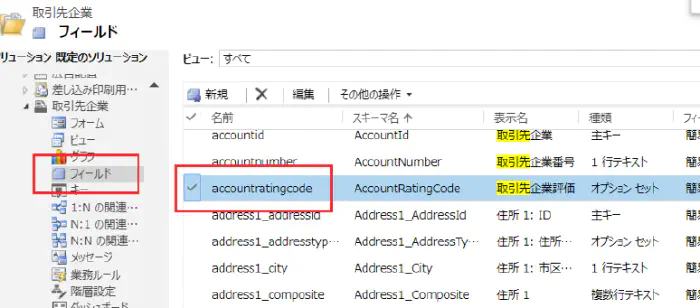 取引先企業
フィールド
リューション 既定のソリューション
ビュー: すべて
差し込み印刷用…
取引先企業
フォーム
ビュー
グラフ
フィールド
キー
1:N の関連…
N:1 の関連…
N:N の関連…
メッセージ
業務ルール
階層設定
ダッシュボード
新規 編集 その他の操作
名前 スキーマ名 表示名 種類 フィ
accountid AccountId 取引先企業 主キー 簡易
accountnumber AccountNumber 取引先企業番号 1 行テキスト 簡易
accountratingcode AccountRatingCode 取引先企業評価 オプション セット 簡易
address1_addressid Address1_AddressId 住所 1: ID 主キー 簡易
address1_addresstyp… Address1_AddressTy… 住所 1: 住所… オプション セット 簡易
address1_city Address1_City 住所 1: 市区… 1 行テキスト 簡易
address1_composite Address1_Composite 住所 1 複数行テキスト 簡易